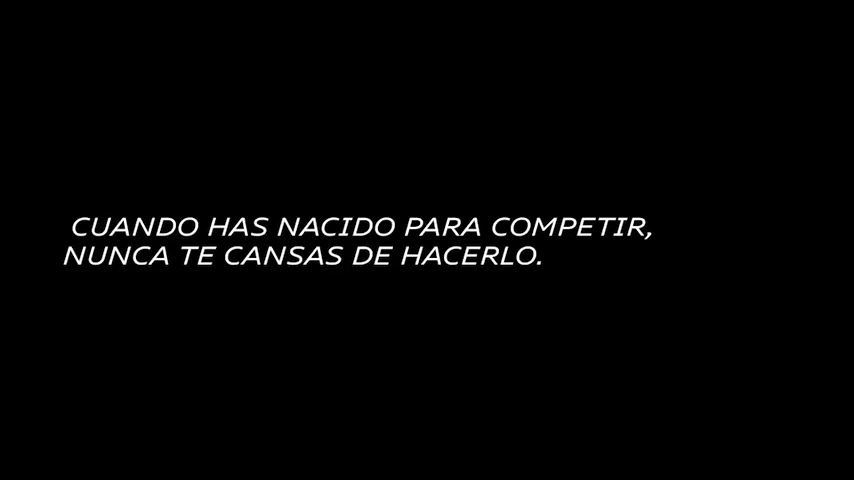 CUANDO HAS NACIDO PARA COMPETIR,
NUNCA TE CANSAS DE HACERLO.